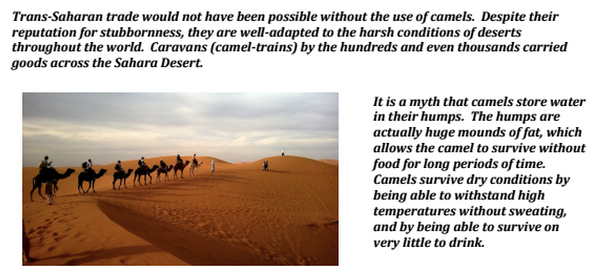 Trans-Saharan trade would not have been possible without the use of camels.  Despite their
reputation for stubbornness, they are well-adapted to the harsh conditions of deserts
throughout the world.  Caravans (camel-trains) by the hundreds and even thousands carried
goods across the Sahara Desert.
It is a myth that camels store water
in their humps.  The humps are
actually huge mounds of fat, which
allows the camel to survive without
food for long periods of time.
Camels survive dry conditions by
being able to withstand high
temperatures without sweating,
and by being able to survive on
very little to drink.